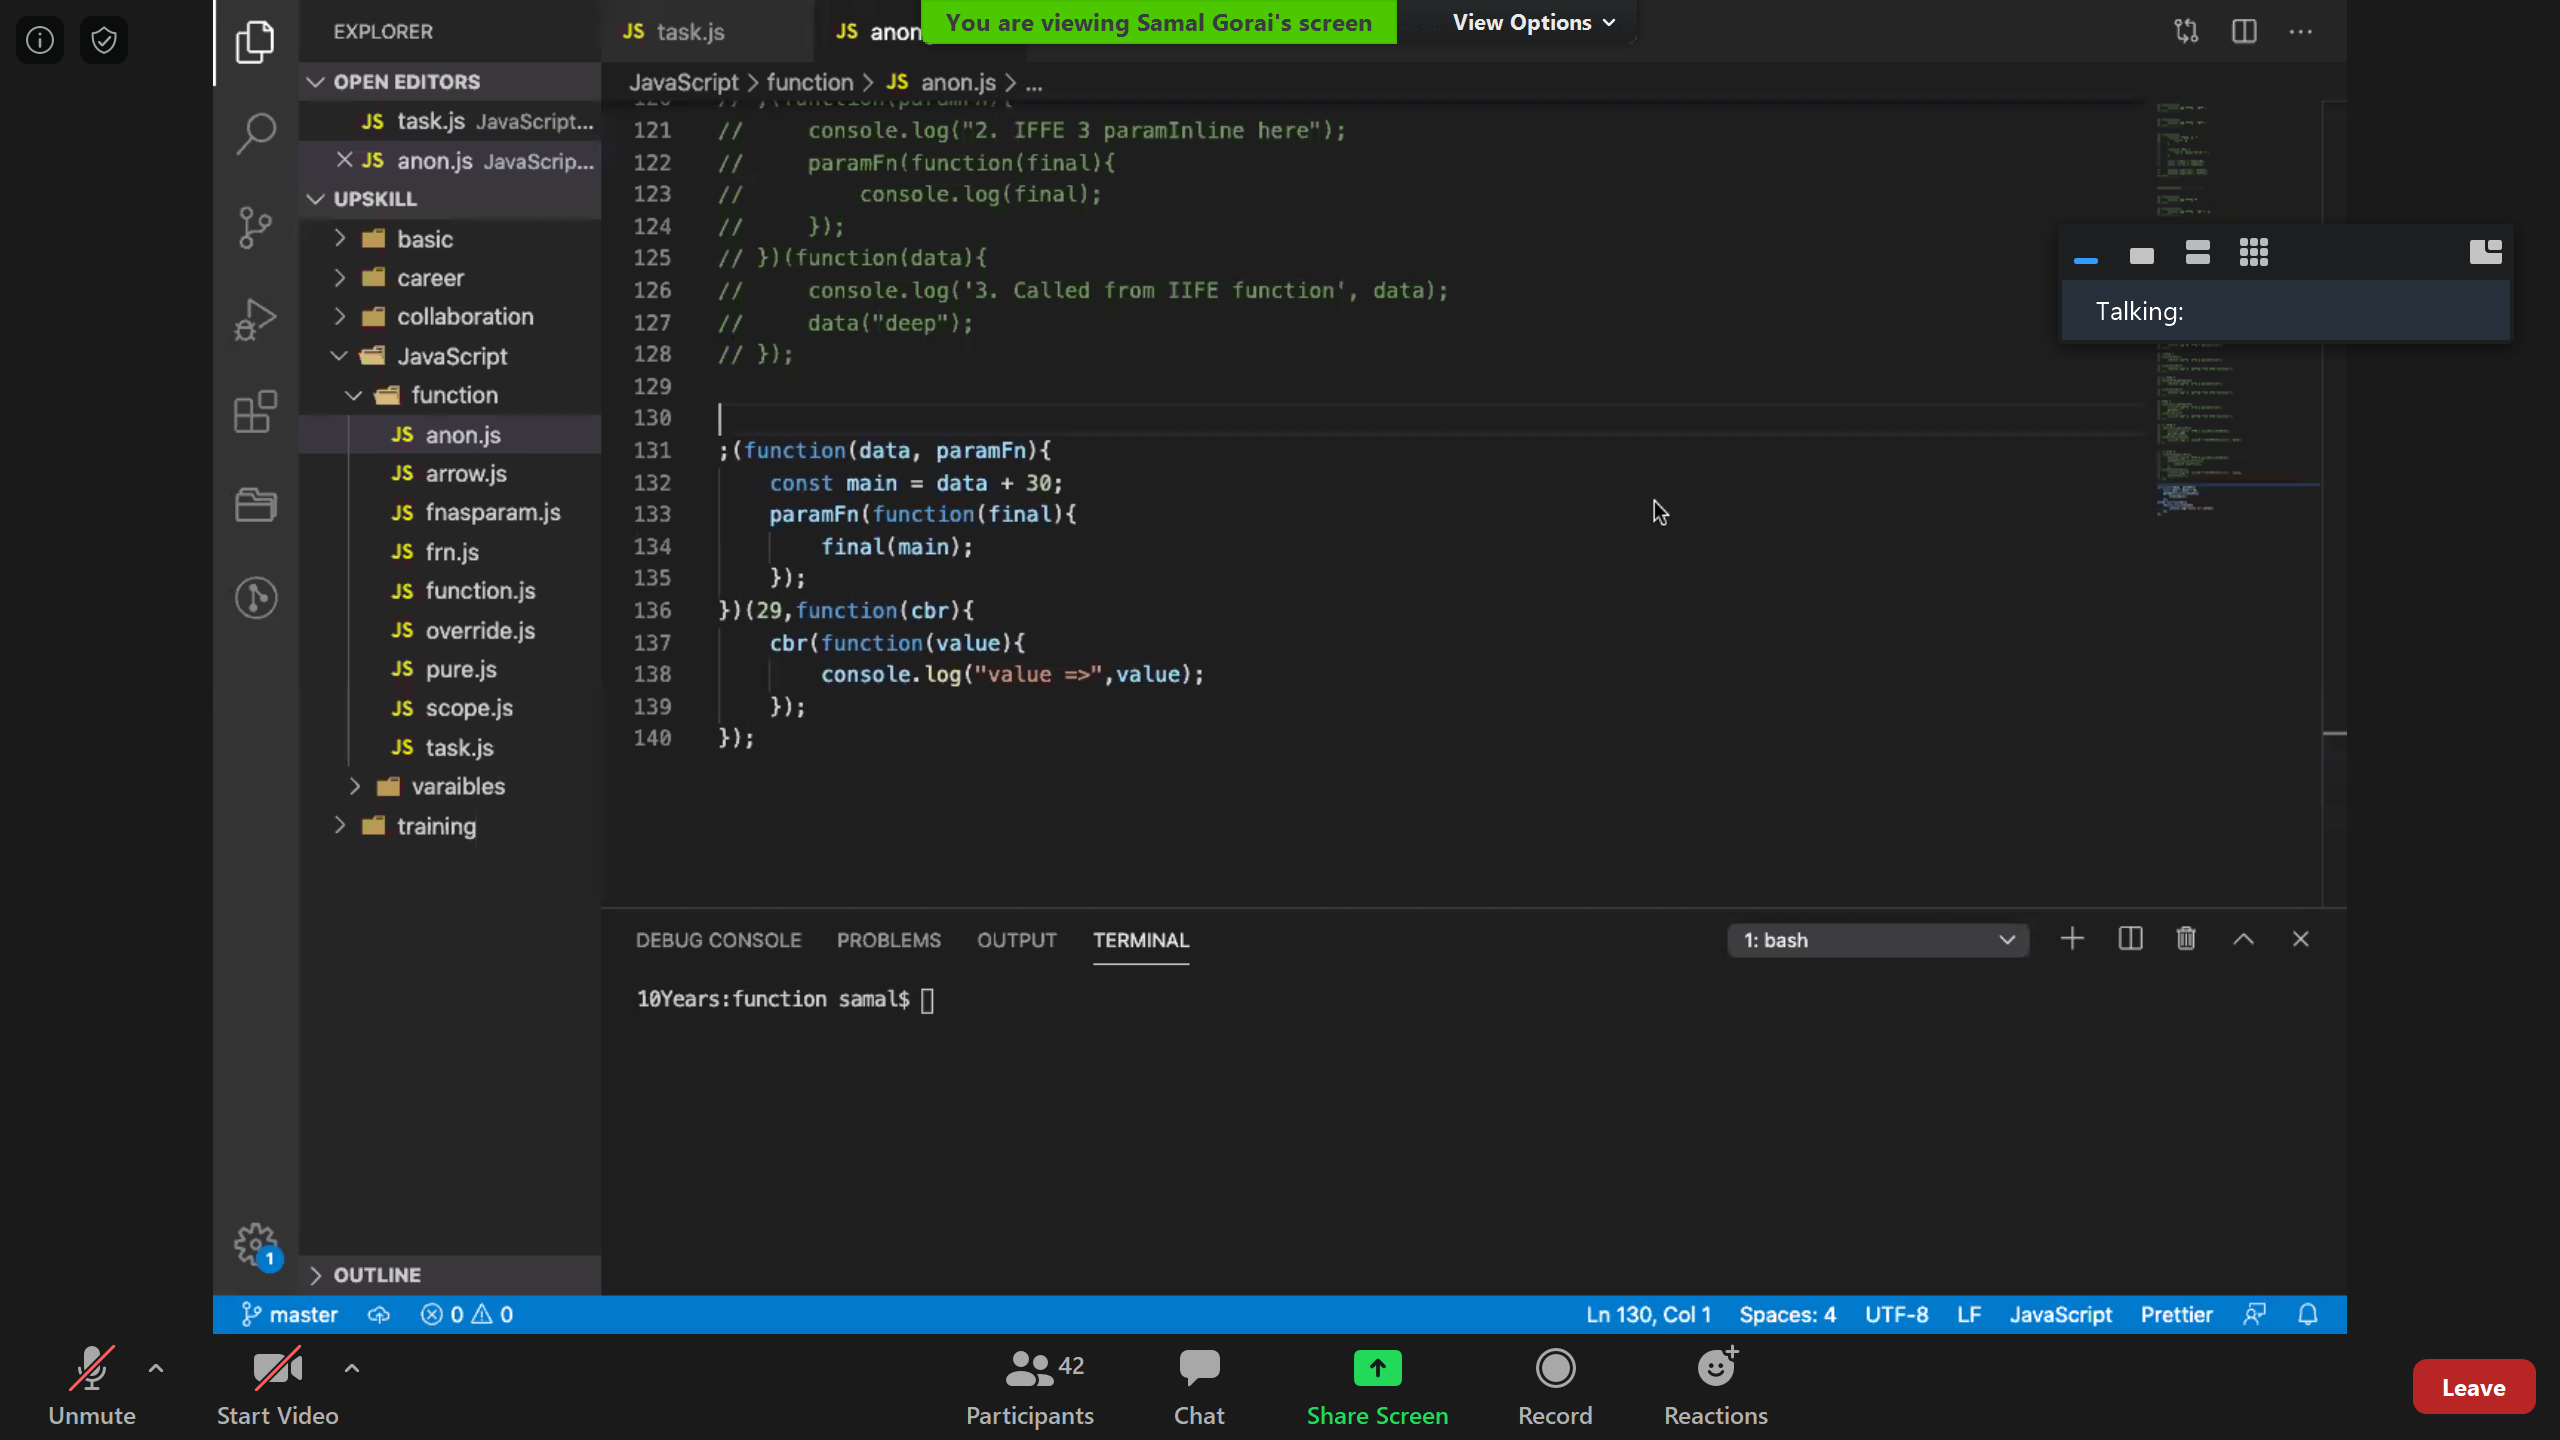 You are viewing Samal Gorai's screen
View Options
EXPLORER
OPEN EDITORS
JS task.js JavaScript...
JS anon.js JavaScrip...
UPSKILL
basic
career
collaboration
JavaScript
function
JS anon.js
JS arrow.js
JS fnasparam.js
JS frn.js
JS function.js
JS override.js
JS pure.js
JS scope.js
JS task.js
varaibles
training
OUTLINE
JS task.js
JS anon
JavaScript > function > JS anon.js > ...
120 // ;(function(paramFn){
121 // console.log("2. IFFE 3 paramInline here");
122 // paramFn(function(final){
123 // console.log(final);
124 // });
125 // })(function(data){
126 // console.log('3. Called from IIFE function', data);
127 // data("deep");
128 // });
129
130
131 ;(function(data, paramFn){
132 const main = data + 30;
133 paramFn(function(final){
134 final(main);
135 });
136 })(29,function(cbr){
137 cbr(function(value){
138 console.log("value =>",value);
139 });
140 });
Talking:
DEBUG CONSOLE PROBLEMS OUTPUT TERMINAL
1: bash
10Years:function samal$
1
master 0 0
Ln 130, Col 1 Spaces: 4 UTF-8 LF JavaScript Prettier
Unmute
Start Video
42
Participants
Chat
Share Screen
Record
Reactions
Leave